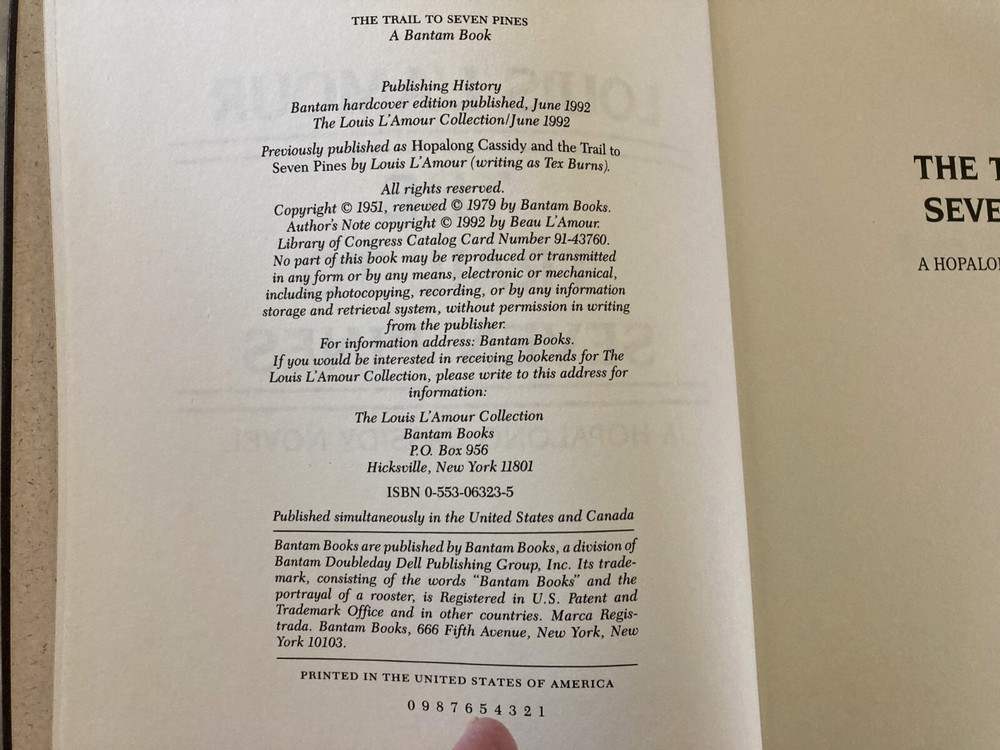 THE TRAIL TO SEVEN PINES
A Bantam Book
Publishing History
Bantam hardcover edition published, June 1992
The Louis L'Amour Collection/June 1992
Previously published as Hopalong Cassidy and the Trail to
Seven Pines by Louis L'Amour (writing as Tex Burns).
All rights reserved.
Copyright © 1951, renewed © 1979 by Bantam Books.
Author's Note copyright © 1992 by Beau L'Amour.
Library of Congress Catalog Card Number 91-43760.
No part of this book may be reproduced or transmitted
in any form or by any means, electronic or mechanical,
including photocopying, recording, or by any information
storage and retrieval system, without permission in writing
from the publisher.
For information address: Bantam Books.
If you would be interested in receiving bookends for The
Louis L'Amour Collection, please write to this address for
information:
The Louis L'Amour Collection
Bantam Books
P.O. Box 956
Hicksville, New York 11801
ISBN 0-553-06323-5
Published simultaneously in the United States and Canada
Bantam Books are published by Bantam Books, a division of
Bantam Doubleday Dell Publishing Group, Inc. Its trade-
mark, consisting of the words "Bantam Books" and the
portrayal of a rooster, is Registered in U.S. Patent and
Trademark Office and in other countries. Marca Regis-
trada. Bantam Books, 666 Fifth Avenue, New York, New
York 10103.
PRINTED IN THE UNITED STATES OF AMERICA
0 9 8 7 6 5 4 3 2 1
THE T
SEVE
A HOPALO